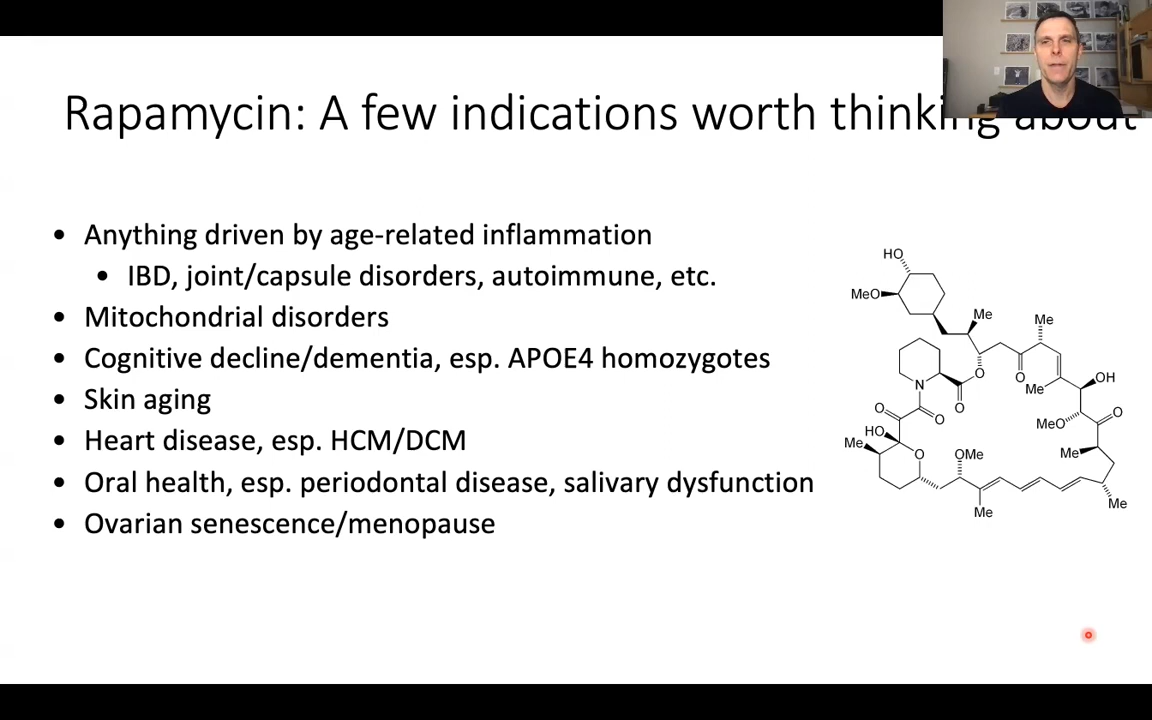 Rapamycin: A few indications worth thinking about
• Anything driven by age-related inflammation
• IBD, joint/capsule disorders, autoimmune, etc.
• Mitochondrial disorders
• Cognitive decline/dementia, esp. APOE4 homozygotes
• Skin aging
• Heart disease, esp. HCM/DCM
• Oral health, esp. periodontal disease, salivary dysfunction
• Ovarian senescence/menopause
HO
MeO
Me
Me
N
O
O
O
Me
OH
O
O
MeO
O
HO
Me
O
OMe
Me
Me
Me